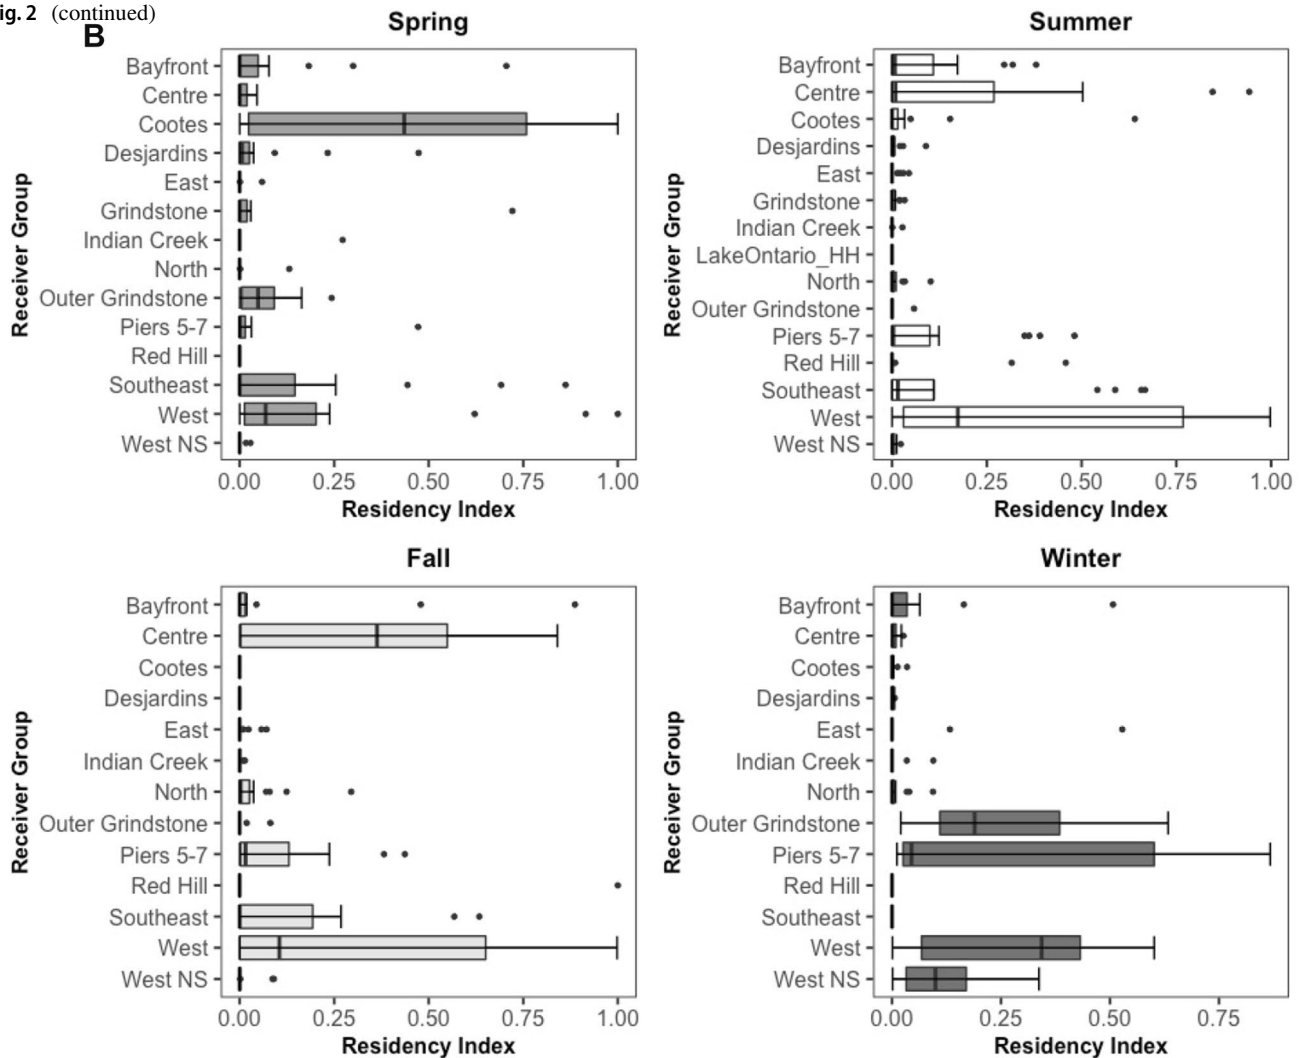 ig. 2 (continued)
B
Spring
Receiver Group
Bayfront
Centre
Cootes
Desjardins
East
Grindstone
Indian Creek
North
Outer Grindstone
Piers 5-7
Red Hill
Southeast
West
West NS
0.00 0.25 0.50 0.75 1.00
Residency Index
Summer
Receiver Group
Bayfront
Centre
Cootes
Desjardins
East
Grindstone
Indian Creek
LakeOntario_HH
North
Outer Grindstone
Piers 5-7
Red Hill
Southeast
West
West NS
0.00 0.25 0.50 0.75 1.00
Residency Index
Fall
Receiver Group
Bayfront
Centre
Cootes
Desjardins
East
Indian Creek
North
Outer Grindstone
Piers 5-7
Red Hill
Southeast
West
West NS
0.00 0.25 0.50 0.75 1.00
Residency Index
Winter
Receiver Group
Bayfront
Centre
Cootes
Desjardins
East
Indian Creek
North
Outer Grindstone
Piers 5-7
Red Hill
Southeast
West
West NS
0.00 0.25 0.50 0.75
Residency Index